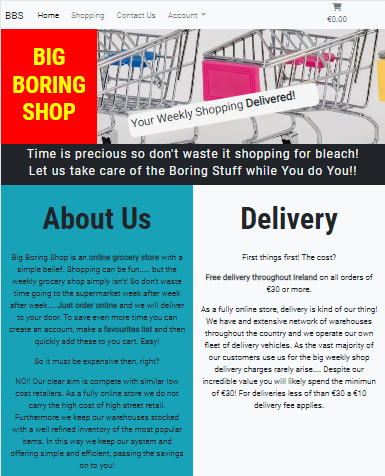 BBS Home Shopping Contact Us Account €0.00
BIG
BORING
SHOP
Your Weekly Shopping Delivered!
Time is precious so don't waste it shopping for bleach!
Let us take care of the Boring Stuff while You do You!!
About Us
Big Boring Shop is an online grocery store with a
simple belief. Shopping can be fun..... but the
weekly grocery shop simply isn't! So don't waste
time going to the supermarket week after week
after week.... Just order online and we will deliver
to your door. To save even more time you can
create an account, make a favourites list and then
quickly add these to you cart. Easy!
So it must be expensive then, right?
NO!! Our clear aim is compete with similar low
cost retailers. As a fully online store we do not
carry the high cost of high street retail.
Furthermore we keep our warehouses stocked
with a well refined inventory of the most popular
items. In this way we keep our system and
offering simple and efficient, passing the savings
on to you!
Delivery
First things first! The cost?
Free delivery throughout Ireland on all orders of
€30 or more.
As a fully online store, delivery is kind of our thing!
We have and extensive network of warehouses
throughout the country and we operate our own
fleet of delivery vehicles. As the vast majority of
our customers use us for the big weekly shop
delivery charges rarely arise.... Despite our
incredible value you will likely spend the minimun
of €30! For deliveries less of than €30 a €10
delivery fee applies.